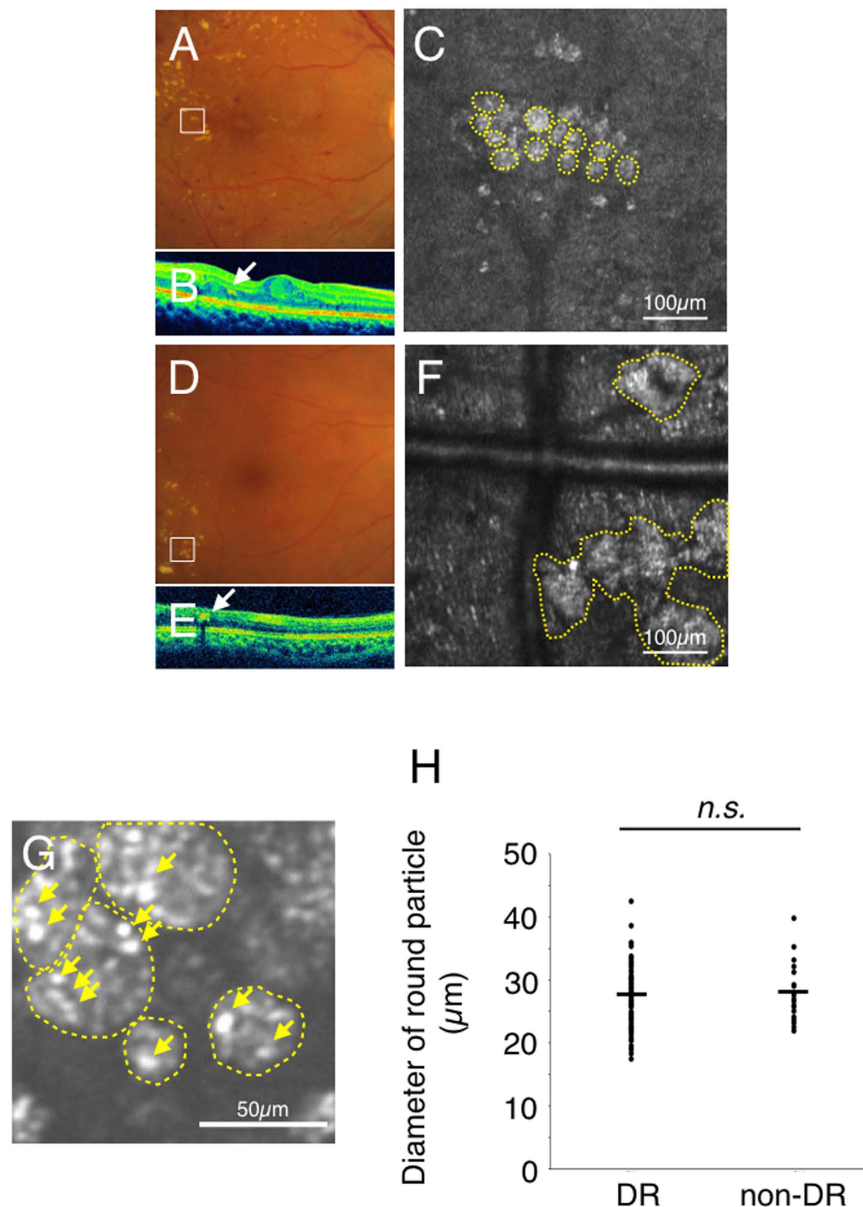 A
C
B
100µm
D
F
E
100µm
H
n.s.
G
50µm
Diameter of round particle
(µm)
50
40
30
20
10
0
DR
non-DR